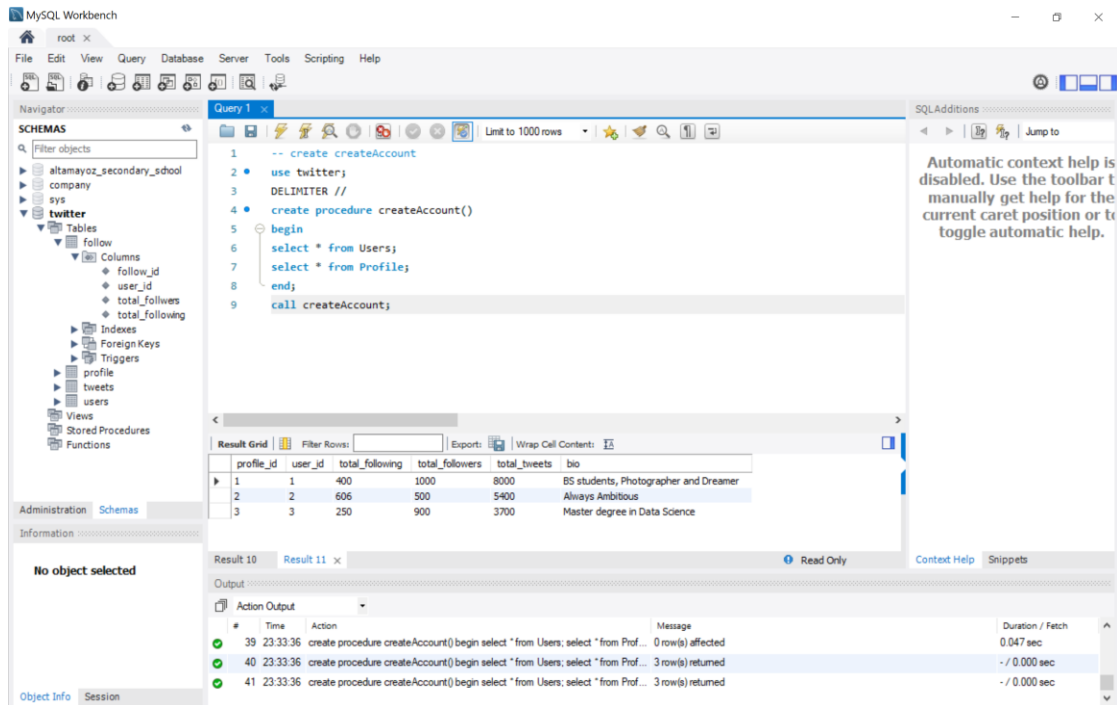 MySQL Workbench
root ×
File Edit View Query Database Server Tools Scripting Help
Navigator
SCHEMAS
Filter objects
altamayoz_secondary_school
company
sys
twitter
Tables
follow
Columns
follow_id
user_id
total_follwers
total_following
Indexes
Foreign Keys
Triggers
profile
tweets
users
Views
Stored Procedures
Functions
Administration Schemas
Information
No object selected
Object Info Session
Query 1 ×
Limit to 1000 rows
1 -- create createAccount
2 use twitter;
3 DELIMITER //
4 create procedure createAccount()
5 begin
6 select * from Users;
7 select * from Profile;
8 end;
9 call createAccount;
Result Grid Filter Rows: Export: Wrap Cell Content:
profile_id user_id total_following total_followers total_tweets bio
1 1 400 1000 8000 BS students, Photographer and Dreamer
2 2 606 500 5400 Always Ambitious
3 3 250 900 3700 Master degree in Data Science
Result 10 Result 11 × Read Only
Output
Action Output
# Time Action Message Duration / Fetch
39 23:33:36 create procedure createAccount() begin select * from Users; select * from Prof... 0 row(s) affected 0.047 sec
40 23:33:36 create procedure createAccount() begin select * from Users; select * from Prof... 3 row(s) returned - / 0.000 sec
41 23:33:36 create procedure createAccount() begin select * from Users; select * from Prof... 3 row(s) returned - / 0.000 sec
SQLAdditions
Jump to
Automatic context help is
disabled. Use the toolbar t
manually get help for the
current caret position or to
toggle automatic help.
Context Help Snippets